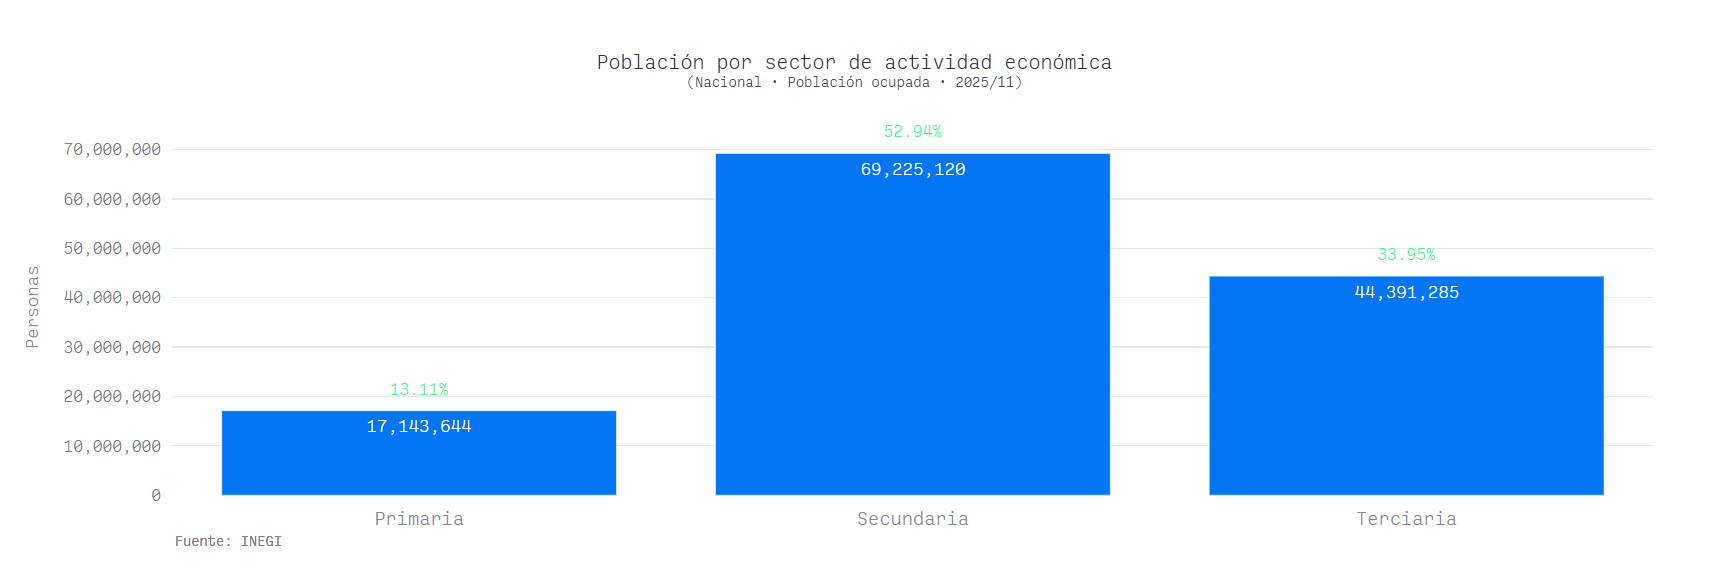 Población por sector de actividad económica
(Nacional · Población ocupada · 2025/11)
Personas
70,000,000
60,000,000
50,000,000
40,000,000
30,000,000
20,000,000
10,000,000
0
13.11%
17,143,644
52.94%
69,225,120
33.95%
44,391,285
Primaria
Secundaria
Terciaria
Fuente: INEGI